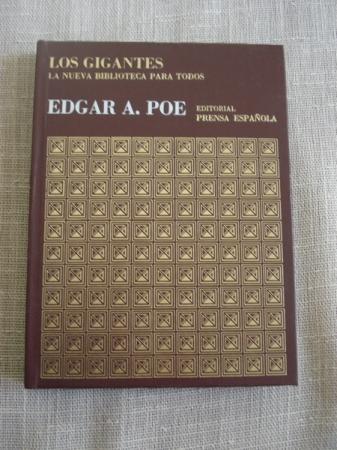 LOS GIGANTES
LA NUEVA BIBLIOTECA PARA TODOS
EDGAR A. POE
EDITORIAL
PRENSA ESPAÑOLA